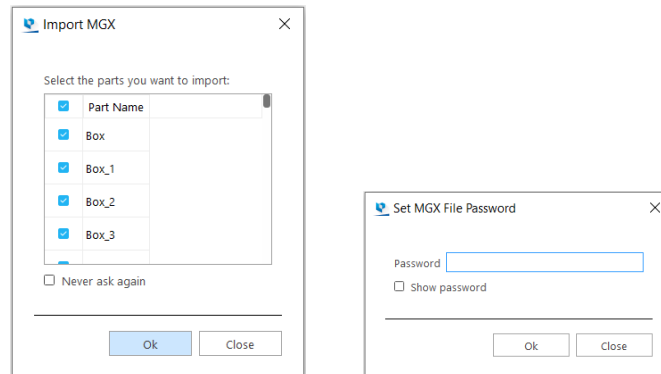 Import MGX
Select the parts you want to import:
Part Name
Box
Box_1
Box_2
Box_3
Never ask again
Ok Close
Set MGX File Password
Password
Show password
Ok Close